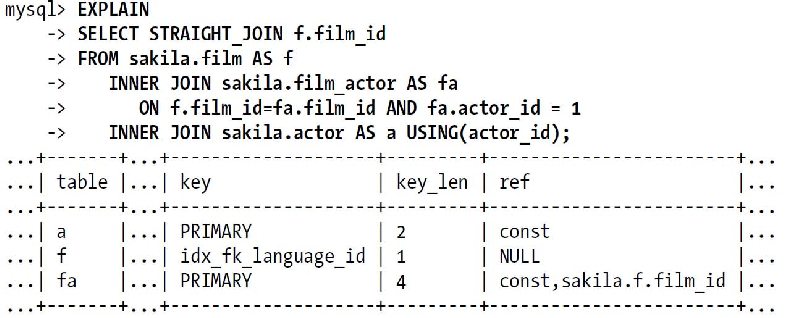 mysql> EXPLAIN
    -> SELECT STRAIGHT_JOIN f.film_id
    -> FROM sakila.film AS f
    ->    INNER JOIN sakila.film_actor AS fa
    ->       ON f.film_id=fa.film_id AND fa.actor_id = 1
    ->    INNER JOIN sakila.actor AS a USING(actor_id);
...+-------+...+--------------------+---------+------------------------+...
...| table |...| key                | key_len | ref                    |...
...+-------+...+--------------------+---------+------------------------+...
...| a     |...| PRIMARY            | 2       | const                  |...
...| f     |...| idx_fk_language_id | 1       | NULL                   |...
...| fa    |...| PRIMARY            | 4       | const,sakila.f.film_id |...
...+-------+...+--------------------+---------+------------------------+...